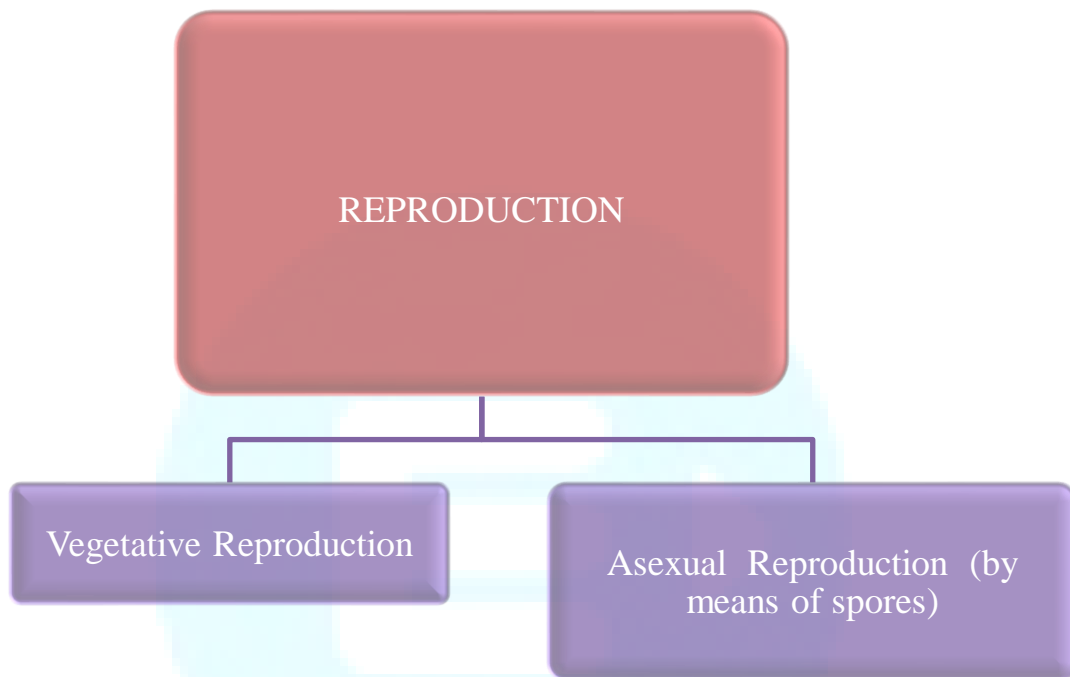 REPRODUCTION
Vegetative Reproduction
Asexual Reproduction (by
means of spores)